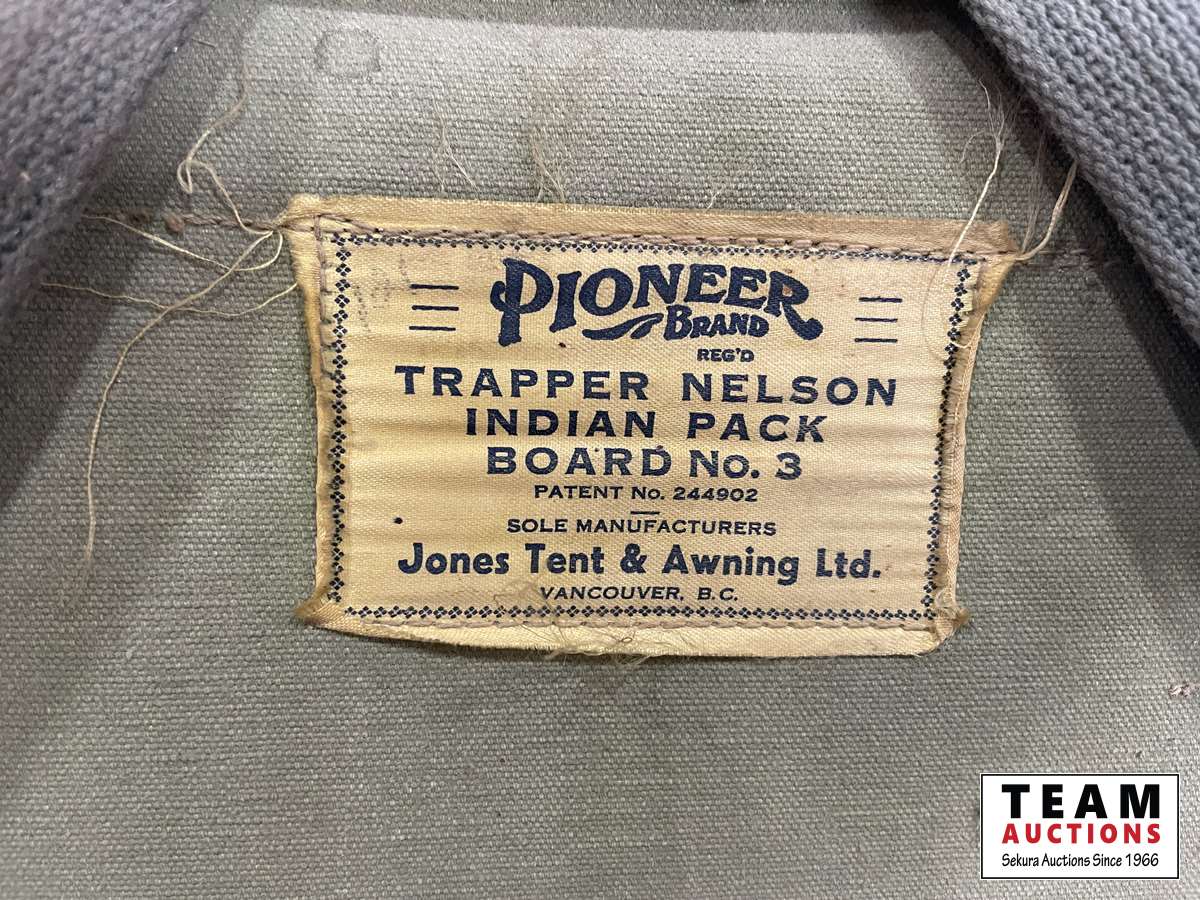 PIONEER
BRAND
REG'D
TRAPPER NELSON
INDIAN PACK
BOARD No. 3
PATENT No. 244902
SOLE MANUFACTURERS
Jones Tent & Awning Ltd.
VANCOUVER, B.C.
TEAM
AUCTIONS
Sekura Auctions Since 1966